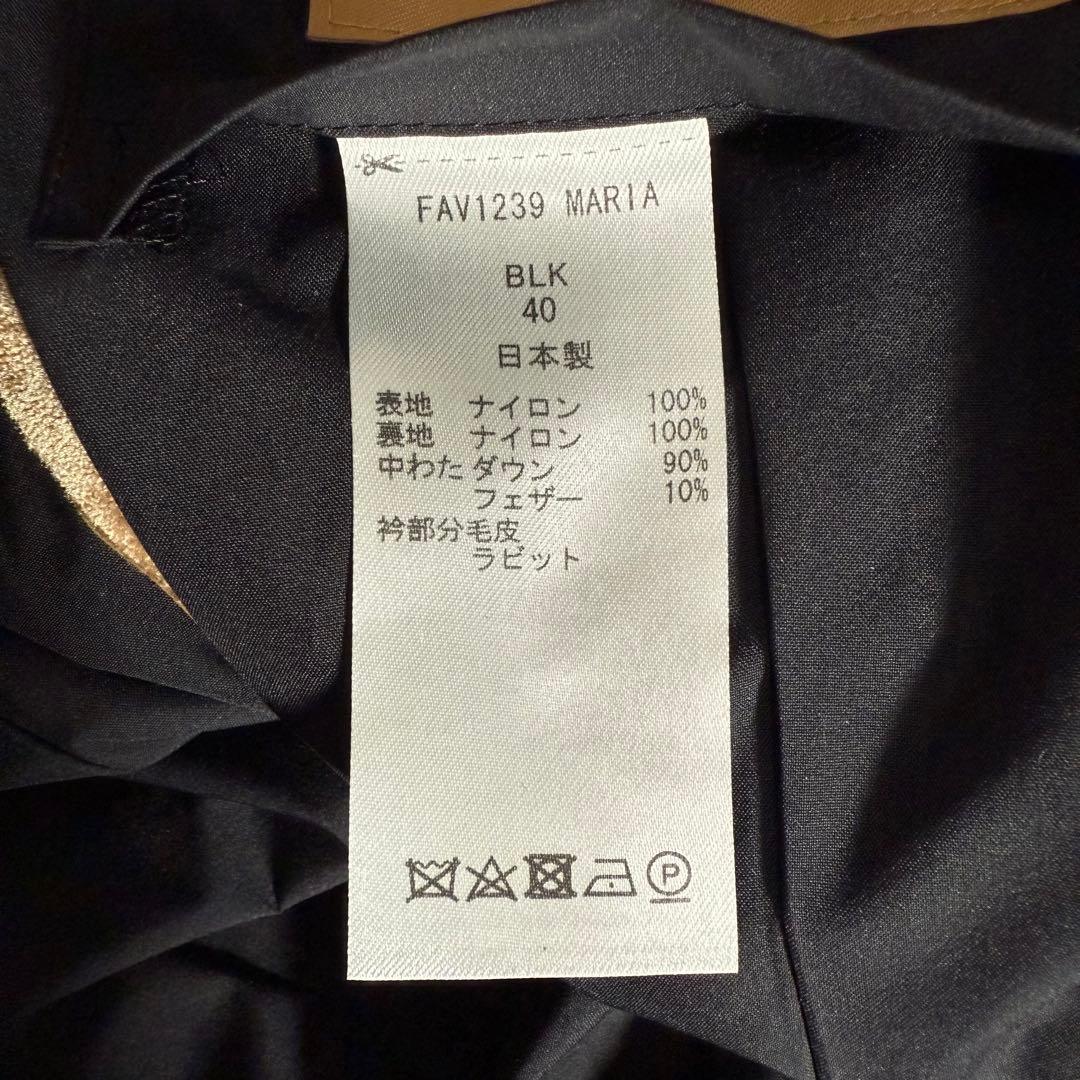 FAV1239 MARIA
BLK
40
日本製
表地 ナイロン 100%
裏地 ナイロン 100%
中わた ダウン 90%
フェザー 10%
衿部分毛皮
ラビット
P